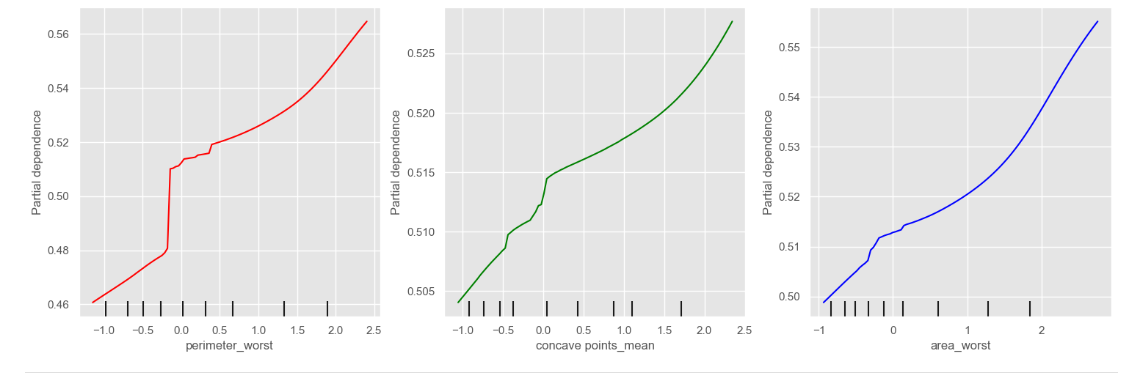 Partial dependence
0.56
0.54
0.52
0.50
0.48
0.46
−1.0 −0.5 0.0 0.5 1.0 1.5 2.0 2.5
perimeter_worst
Partial dependence
0.525
0.520
0.515
0.510
0.505
−1.0 −0.5 0.0 0.5 1.0 1.5 2.0 2.5
concave points_mean
Partial dependence
0.55
0.54
0.53
0.52
0.51
0.50
−1 0 1 2
area_worst